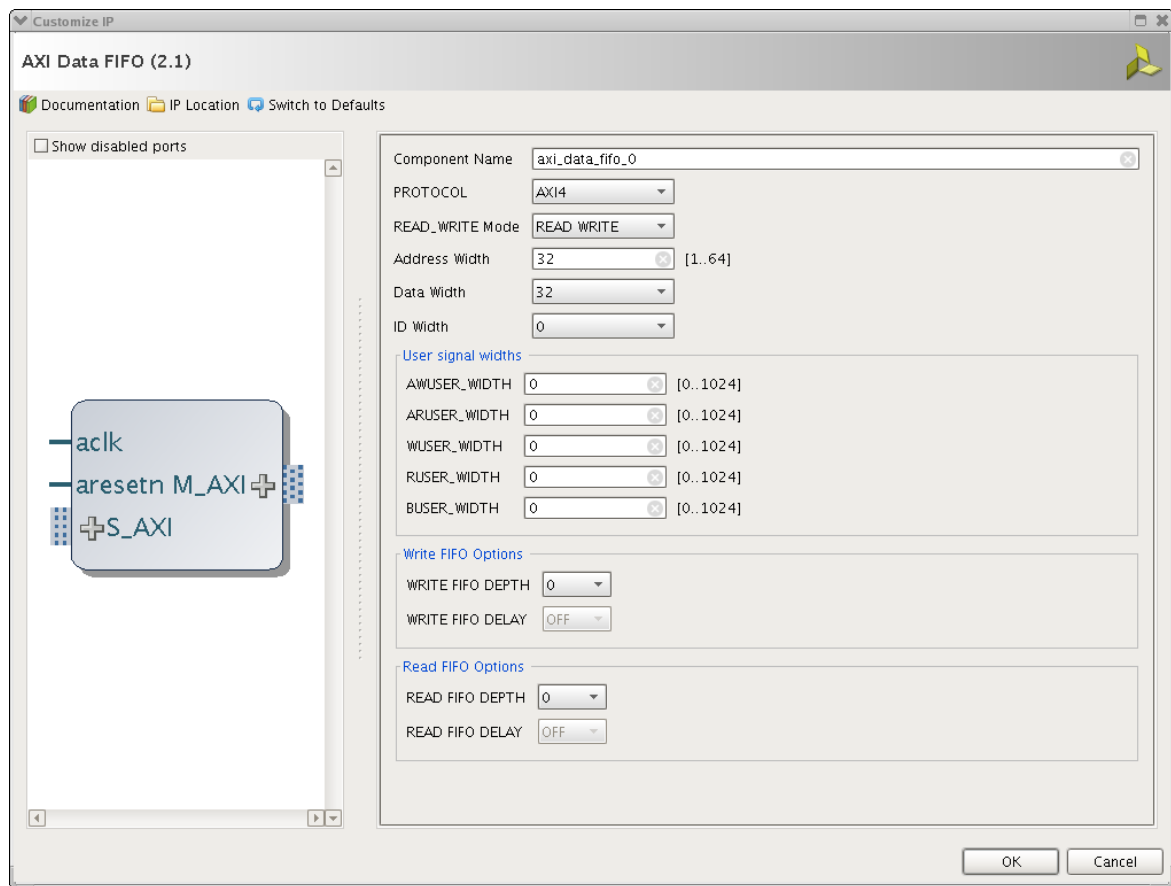 Customize IP
AXI Data FIFO (2.1)
Documentation IP Location Switch to Defaults
Show disabled ports
aclk
aresetn M_AXI
S_AXI
Component Name axi_data_fifo_0
PROTOCOL AXI4
READ_WRITE Mode READ WRITE
Address Width 32 [1..64]
Data Width 32
ID Width 0
User signal widths
AWUSER_WIDTH 0 [0..1024]
ARUSER_WIDTH 0 [0..1024]
WUSER_WIDTH 0 [0..1024]
RUSER_WIDTH 0 [0..1024]
BUSER_WIDTH 0 [0..1024]
Write FIFO Options
WRITE FIFO DEPTH 0
WRITE FIFO DELAY OFF
Read FIFO Options
READ FIFO DEPTH 0
READ FIFO DELAY OFF
OK Cancel